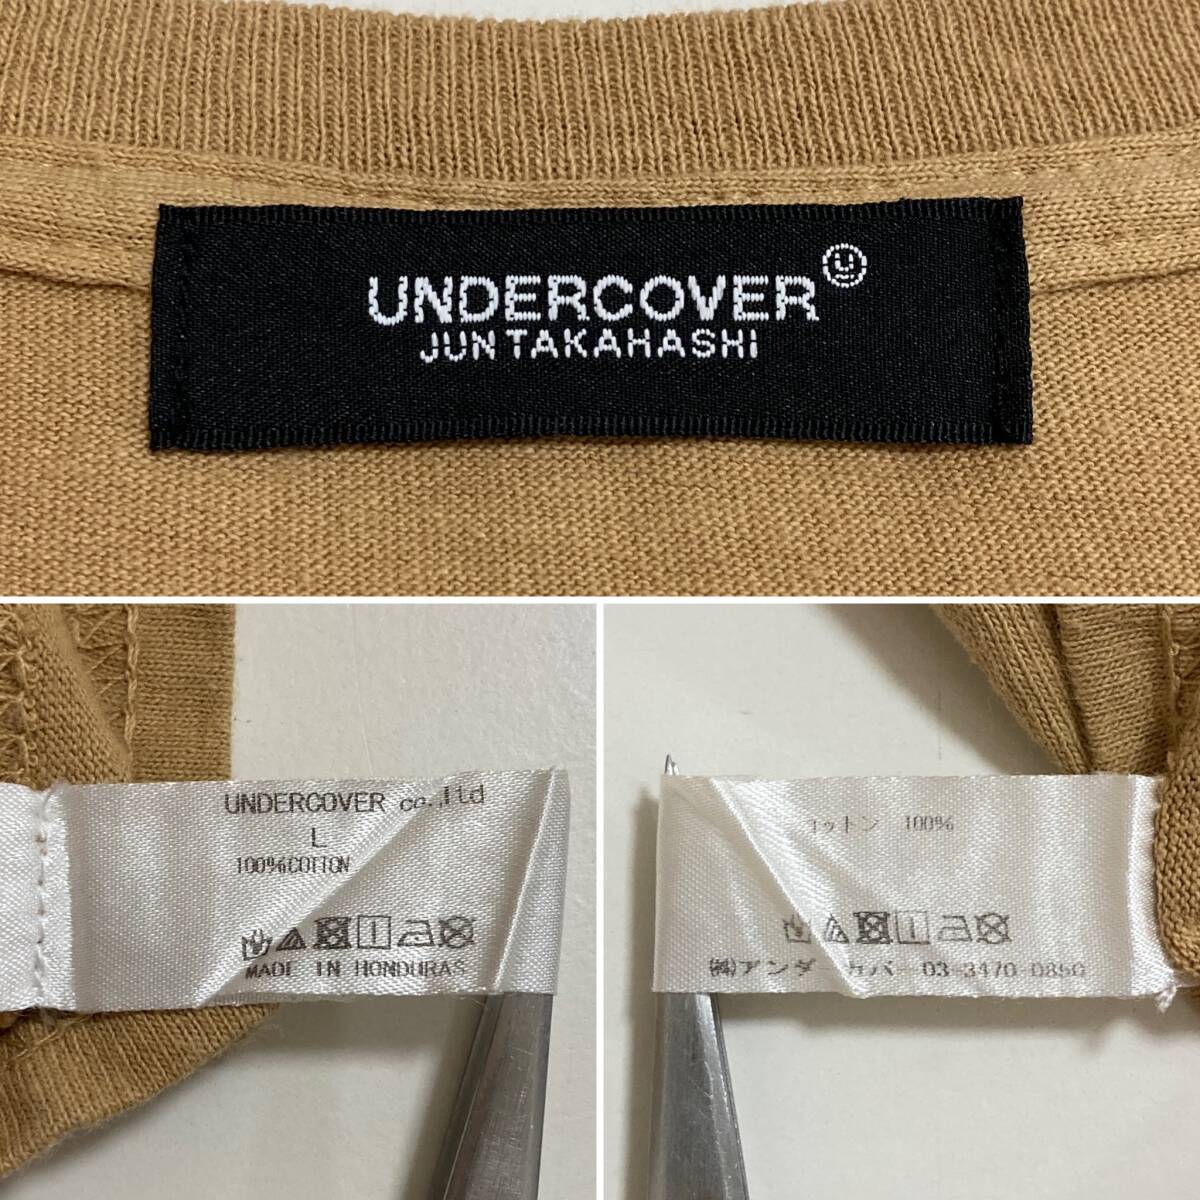 UNDERCOVER
JUN TAKAHASHI
UNDERCOVER co.,ltd
L
100%COTTON
MADE IN HONDURAS
コットン 100%
㈱アンダーカバー 03-3470-0850